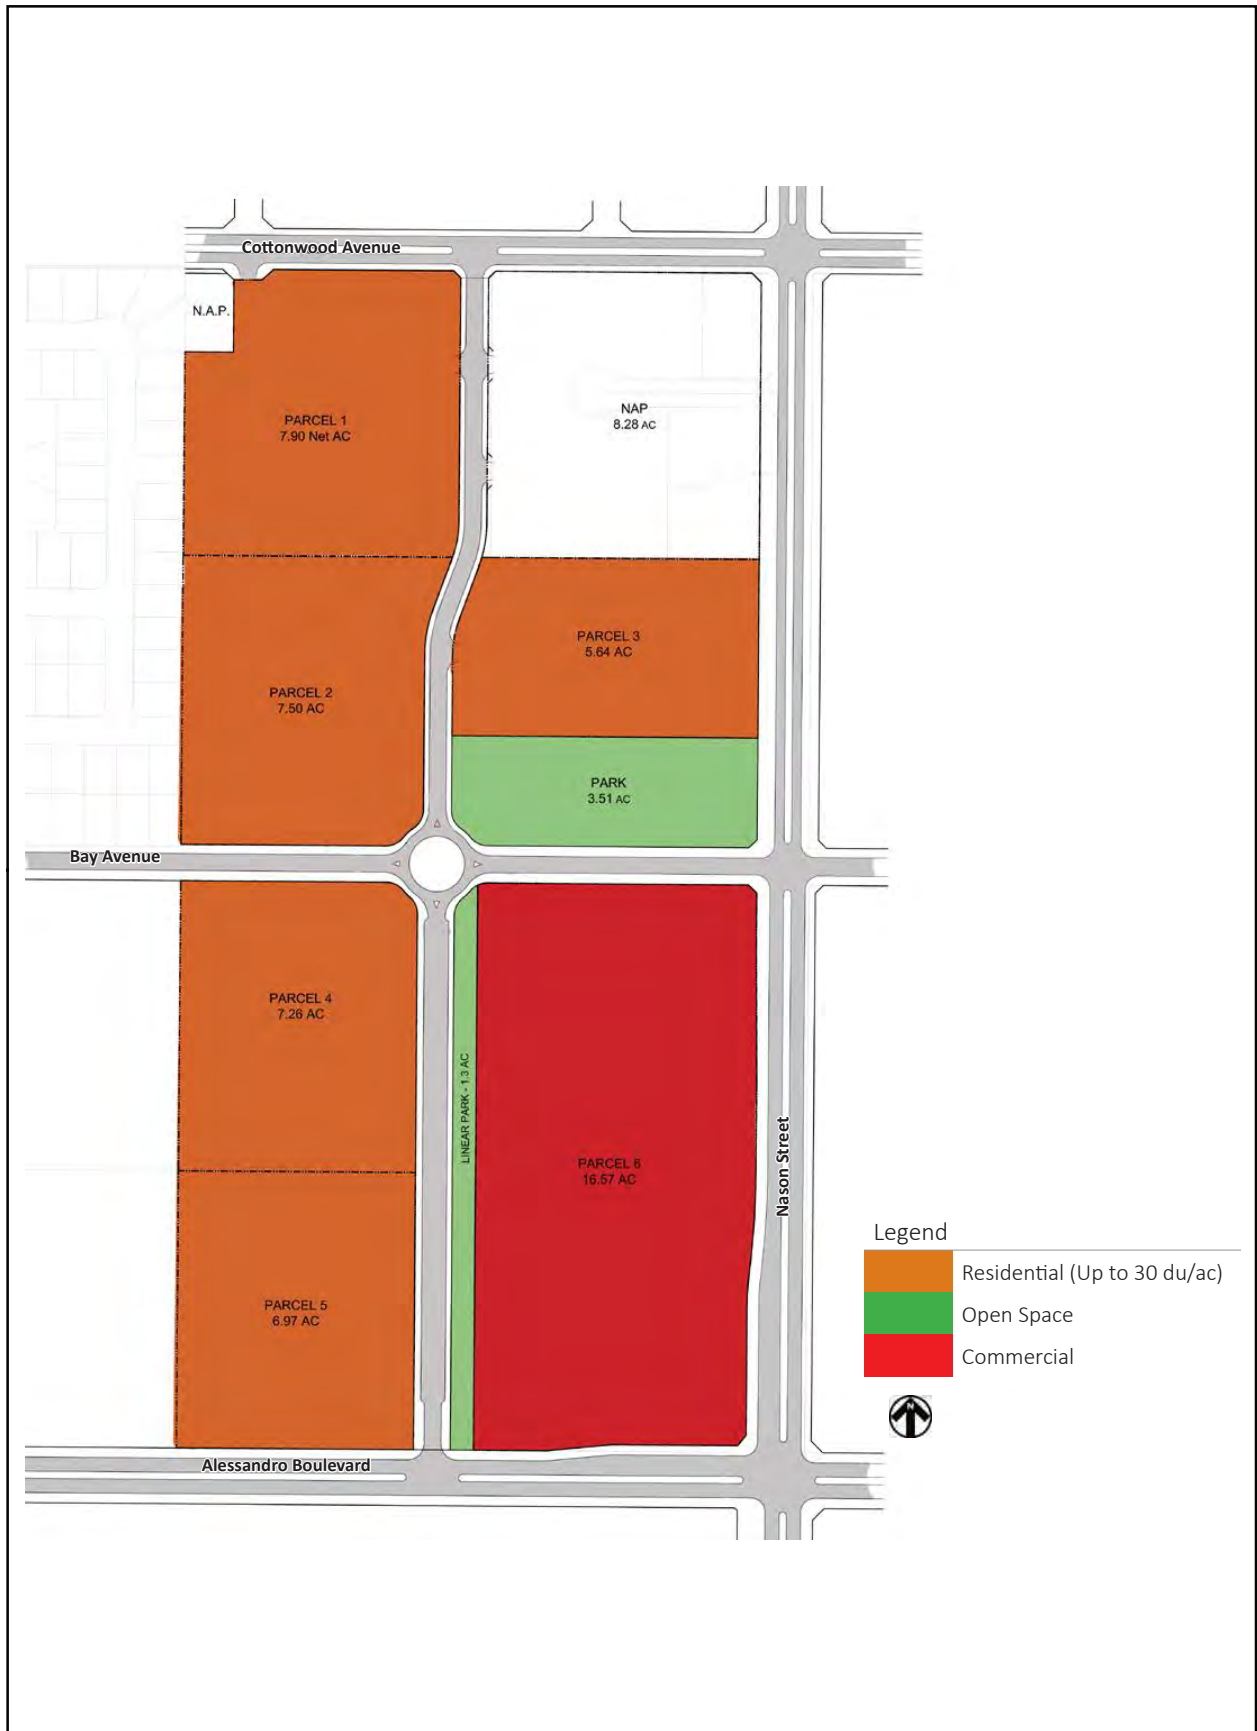 Cottonwood Avenue
N.A.P.
PARCEL 1
7.90 Net AC
NAP
8.28 AC
PARCEL 3
5.64 AC
PARCEL 2
7.50 AC
PARK
3.51 AC
Bay Avenue
PARCEL 4
7.26 AC
LINEAR PARK - 1.3 AC
PARCEL 6
16.57 AC
Nason Street
PARCEL 5
6.97 AC
Legend
Residential (Up to 30 du/ac)
Open Space
Commercial
N
Alessandro Boulevard